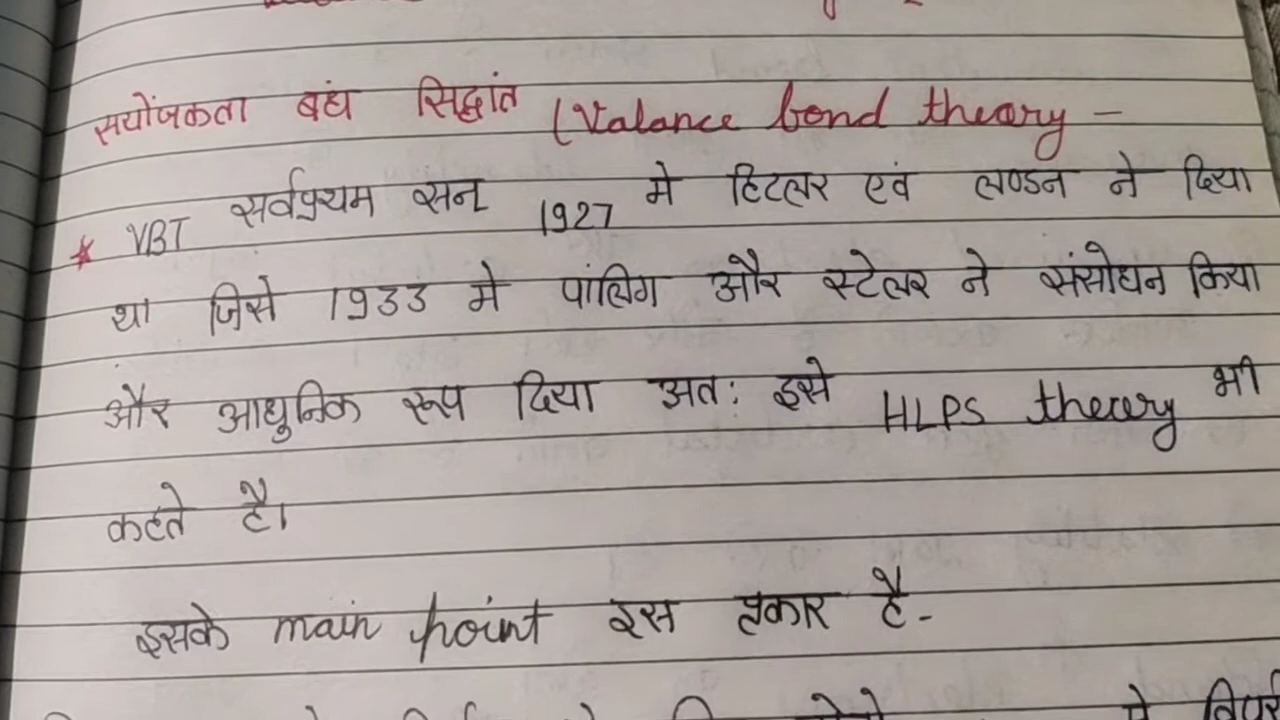 सयोंजकता बंध सिद्धांत (Valance bond theory -
* VBT सर्वप्रथम सन् 1927 मे हिटलर एवं लण्डन ने दिया
था जिसे 1933 मे पांलिग और स्टेलर ने संसोधन किया
और आधुनिक रूप दिया अतः इसे HLPS theory भी
कहते है।
इसके main point इस प्रकार है-